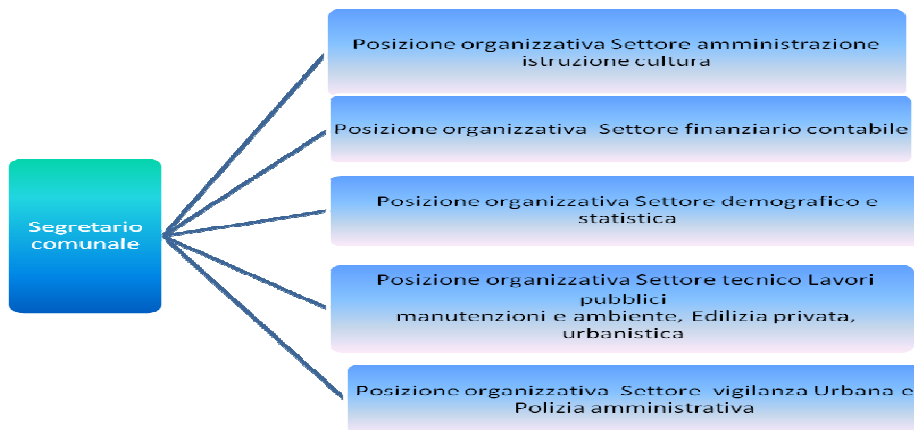 Posizione organizzativa Settore amministrazione
istruzione cultura
Posizione organizzativa Settore finanziario contabile
Segretario
comunale
Posizione organizzativa Settore demografico e
statistica
Posizione organizzativa Settore tecnico Lavori
pubblici
manutenzioni e ambiente, Edilizia privata,
urbanistica
Posizione organizzativa Settore vigilanza Urbana e
Polizia amministrativa